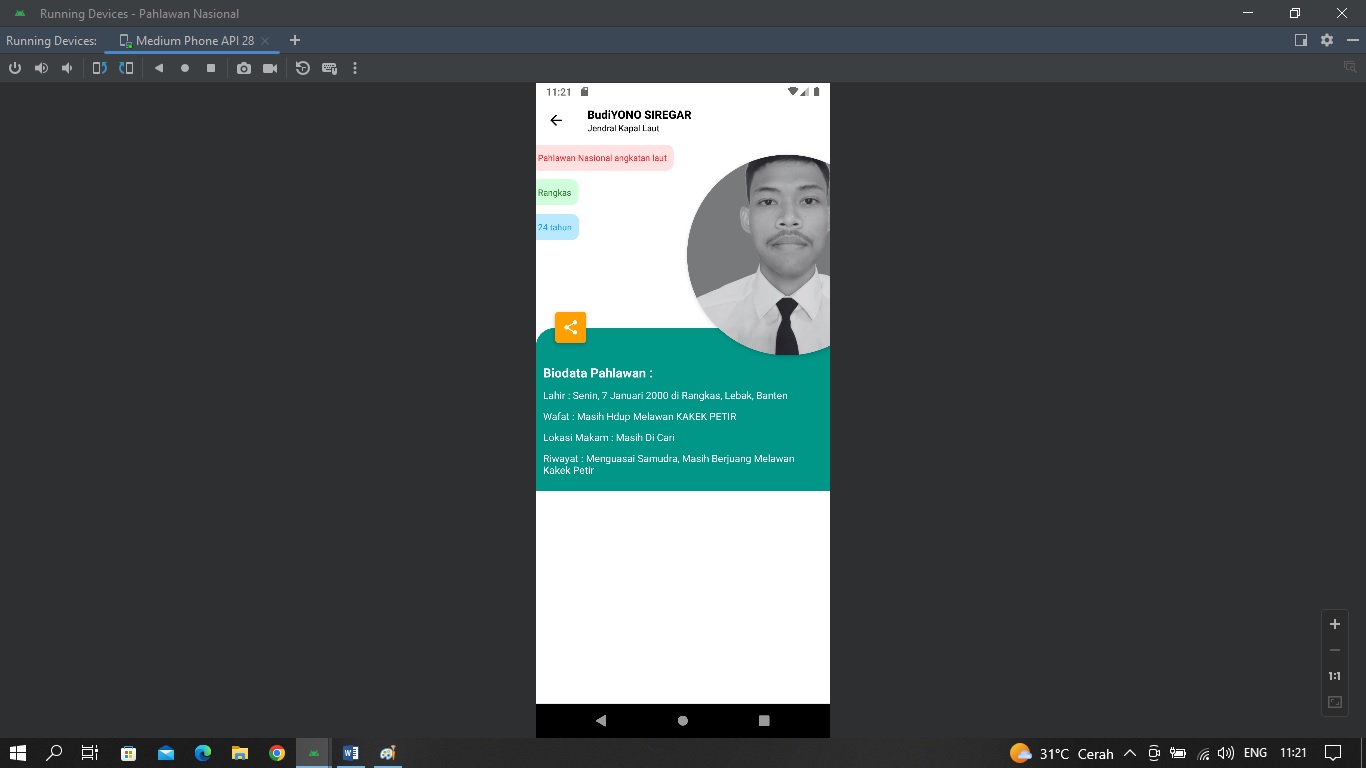 Running Devices - Pahlawan Nasional
Running Devices:
Medium Phone API 28
11:21
BudiYONO SIREGAR
Jendral Kapal Laut
Pahlawan Nasional angkatan laut
Rangkas
24 tahun
Biodata Pahlawan :
Lahir : Senin, 7 Januari 2000 di Rangkas, Lebak, Banten
Wafat : Masih Hdup Melawan KAKEK PETIR
Lokasi Makam : Masih Di Cari
Riwayat : Menguasai Samudra, Masih Berjuang Melawan
Kakek Petir
1:1
31°C Cerah
ENG
11:21